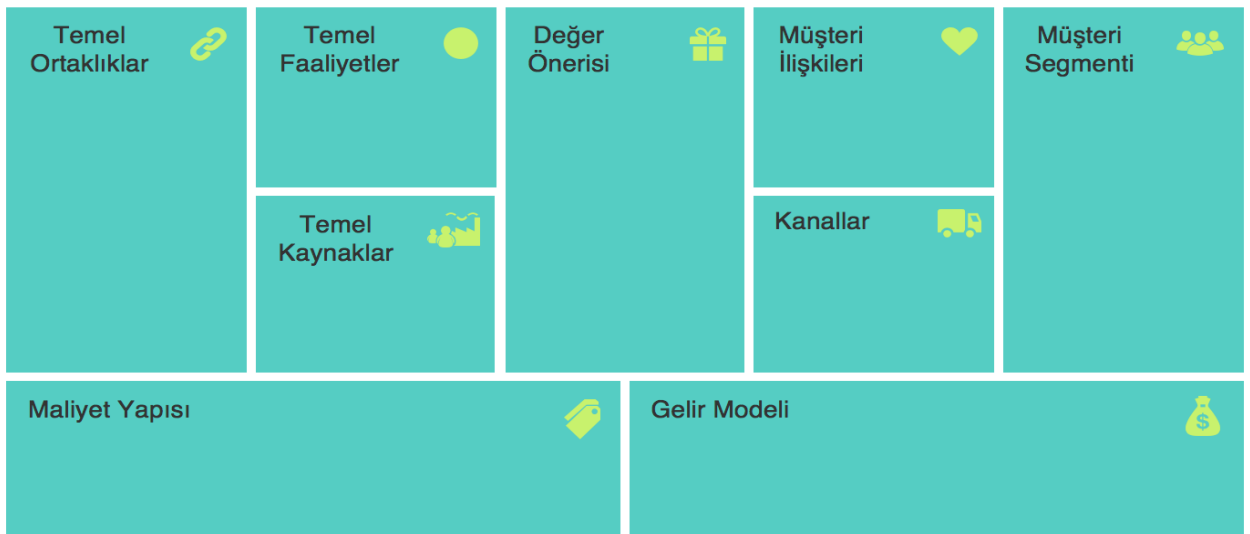 Temel
Ortaklıklar
Temel
Faaliyetler
Değer
Önerisi
Müşteri
İlişkileri
Müşteri
Segmenti
Temel
Kaynaklar
Kanallar
Maliyet Yapısı
Gelir Modeli
$